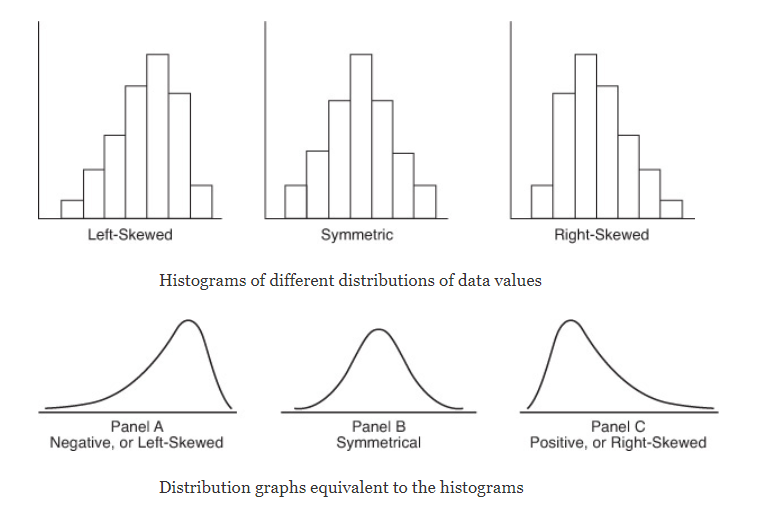 Left-Skewed
Symmetric
Right-Skewed
Histograms of different distributions of data values
Panel A
Negative, or Left-Skewed
Panel B
Symmetrical
Panel C
Positive, or Right-Skewed
Distribution graphs equivalent to the histograms